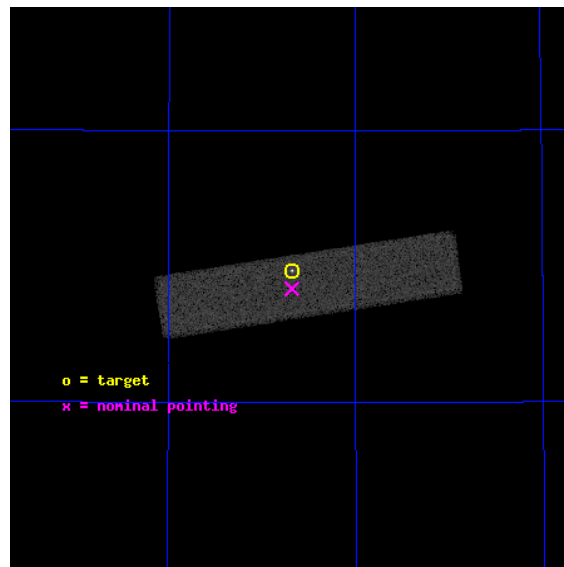 o = target
x = nominal pointing